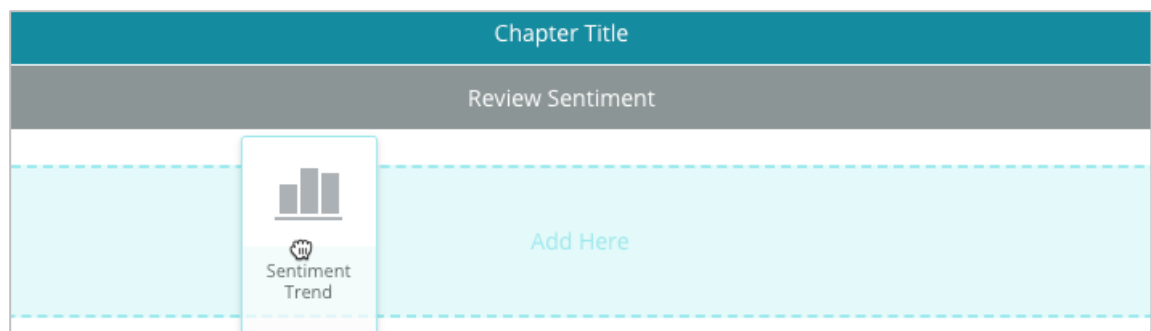 Chapter Title
Review Sentiment
Add Here
Sentiment
Trend